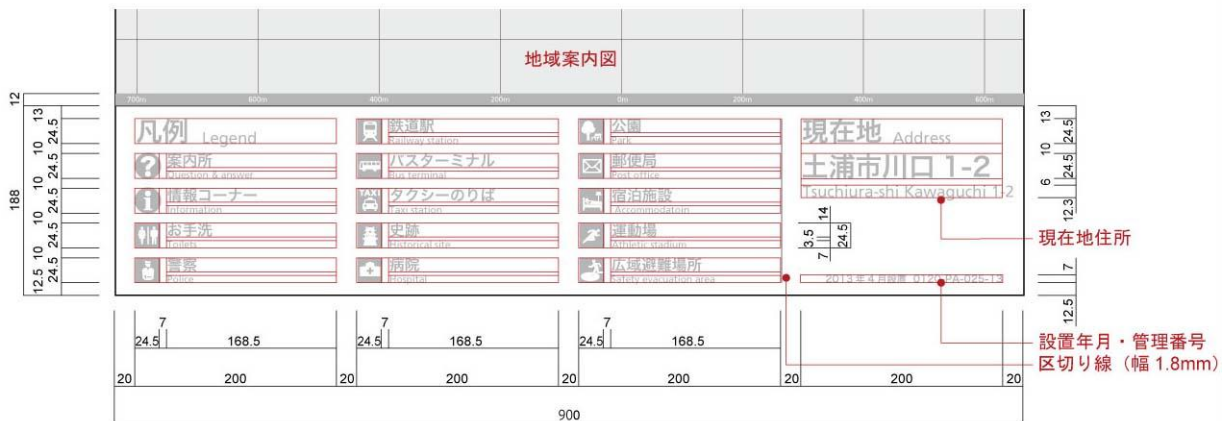 地域案内図
700m 600m 400m 200m 0m 200m 400m 600m
凡例 Legend
案内所
Question & answer
情報コーナー
Information
お手洗
Toilets
警察
Police
鉄道駅
Railway station
バスターミナル
Bus terminal
TAXI
タクシーのりば
Taxi station
史跡
Historical site
病院
Hospital
公園
Park
郵便局
Post office
宿泊施設
Accommodatoin
運動場
Athletic stadium
広域避難場所
Safety evacuation area
現在地 Address
土浦市川口 1-2
Tsuchiura-shi Kawaguchi 1-2
2013年4月設置 0120-PA-025-13
現在地住所
設置年月・管理番号
区切り線（幅 1.8mm）
12
188
13
24.5
10
24.5
10
24.5
10
24.5
10
24.5
12.5
13
24.5
10
24.5
6
12.3
7
12.5
14
3.5
24.5
7
7 7 7
24.5 168.5 24.5 168.5 24.5 168.5
20 200 20 200 20 200 20 200 20
900